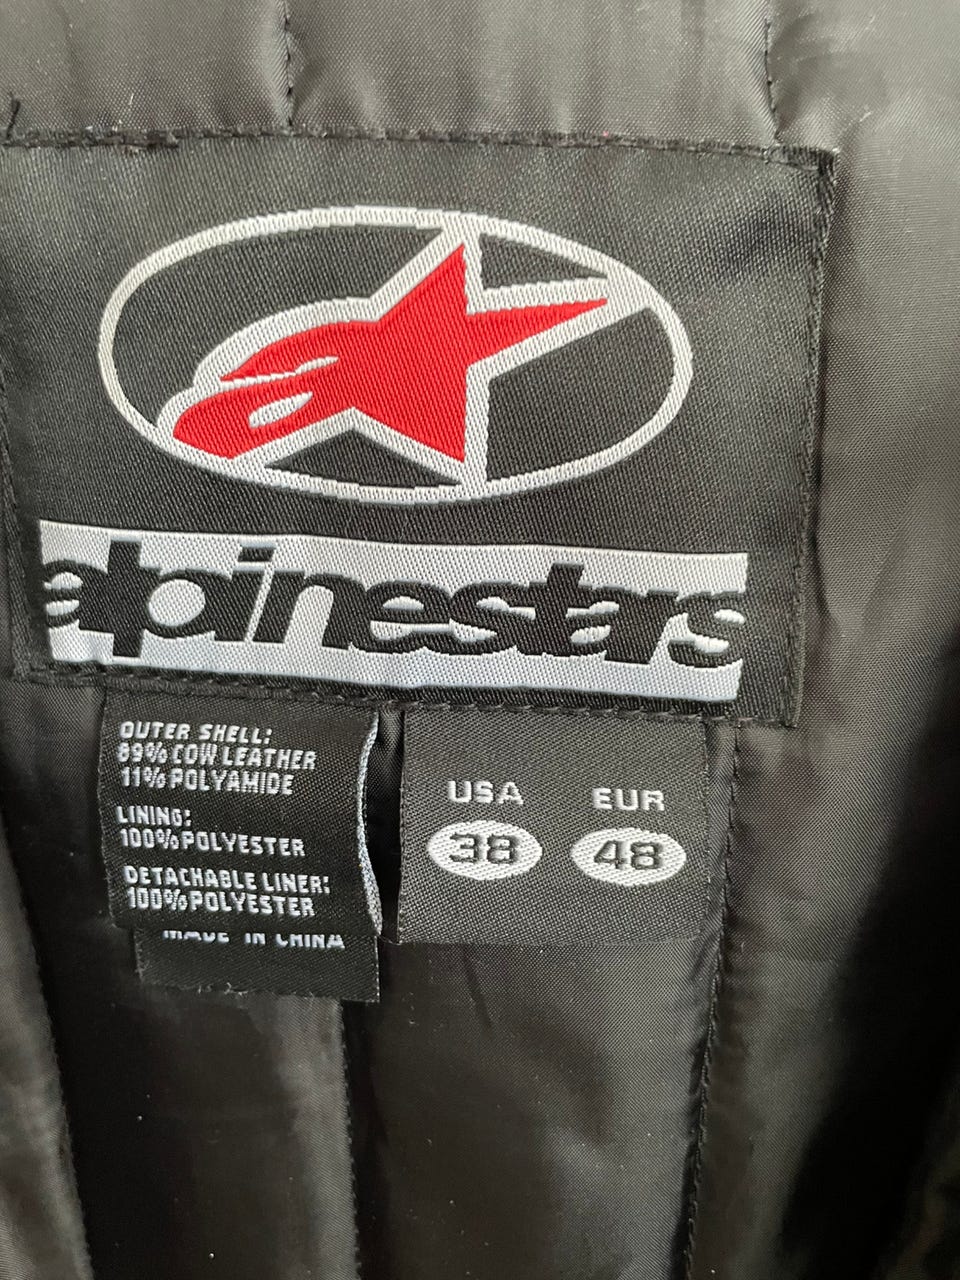 alpinestars
OUTER SHELL:
89% COW LEATHER
11% POLYAMIDE
LINING:
100% POLYESTER
DETACHABLE LINER:
100% POLYESTER
MADE IN CHINA
USA EUR
38 48